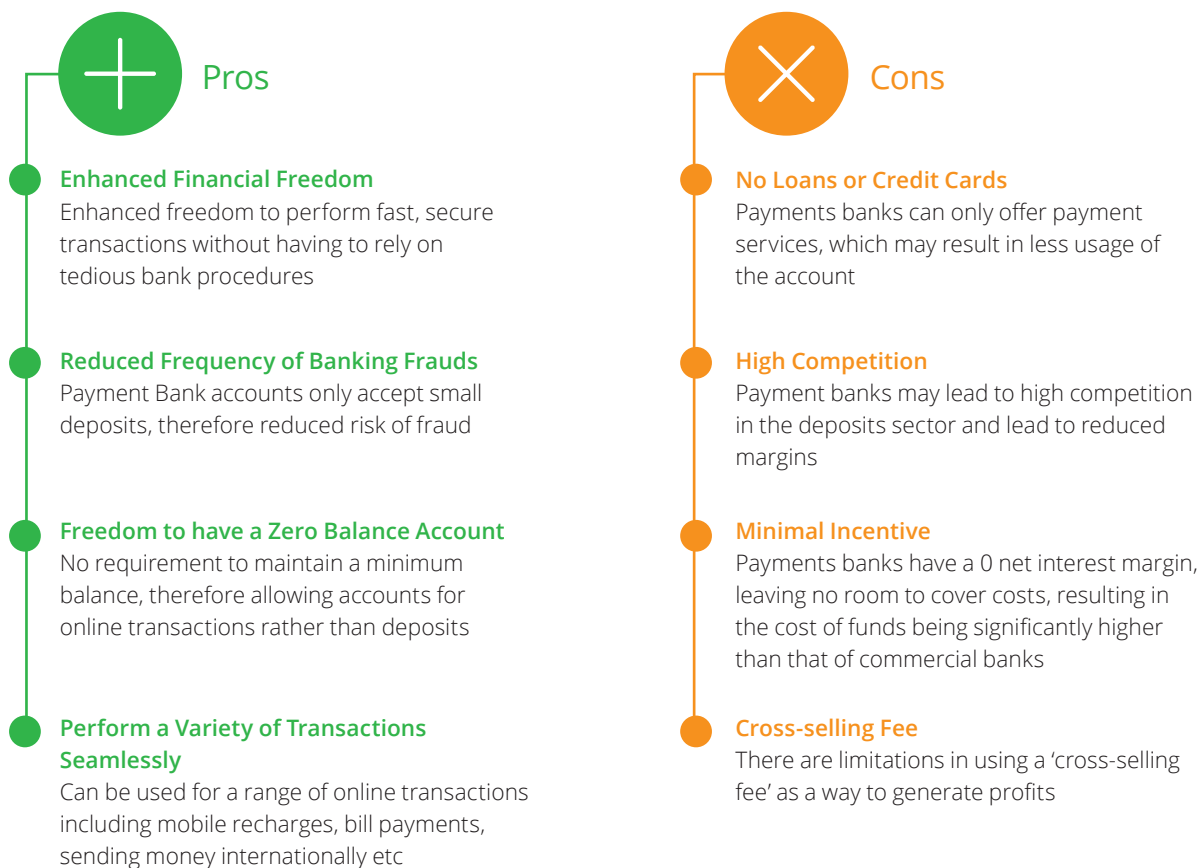 Pros
Enhanced Financial Freedom
Enhanced freedom to perform fast, secure
transactions without having to rely on
tedious bank procedures
Reduced Frequency of Banking Frauds
Payment Bank accounts only accept small
deposits, therefore reduced risk of fraud
Freedom to have a Zero Balance Account
No requirement to maintain a minimum
balance, therefore allowing accounts for
online transactions rather than deposits
Perform a Variety of Transactions
Seamlessly
Can be used for a range of online transactions
including mobile recharges, bill payments,
sending money internationally etc
Cons
No Loans or Credit Cards
Payments banks can only offer payment
services, which may result in less usage of
the account
High Competition
Payment banks may lead to high competition
in the deposits sector and lead to reduced
margins
Minimal Incentive
Payments banks have a 0 net interest margin,
leaving no room to cover costs, resulting in
the cost of funds being significantly higher
than that of commercial banks
Cross-selling Fee
There are limitations in using a ‘cross-selling
fee’ as a way to generate profits